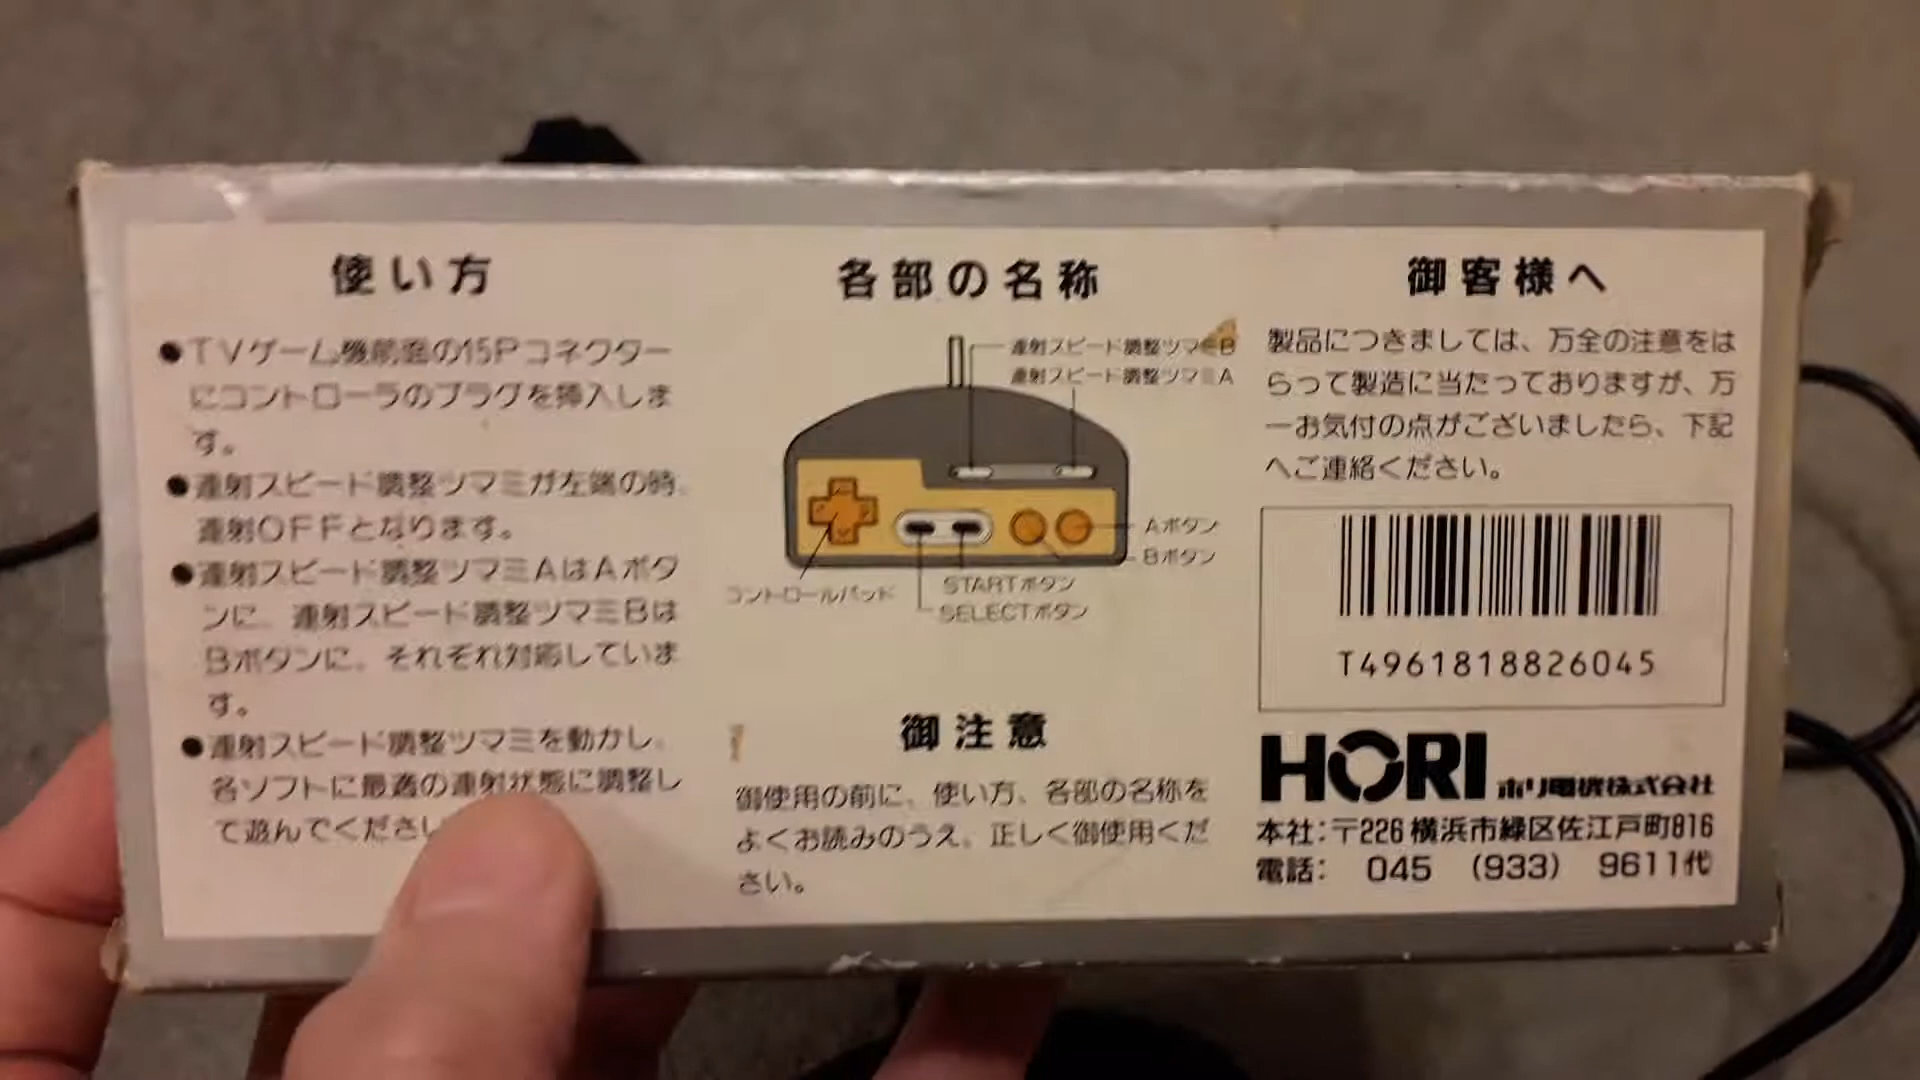 使い方
●TVゲーム機前面の15Pコネクター
にコントローラのプラグを挿入しま
す。
●連射スピード調整ツマミが左端の時、
連射OFFとなります。
●連射スピード調整ツマミAはAボタ
ンに、連射スピード調整ツマミBは
Bボタンに、それぞれ対応していま
す。
●連射スピード調整ツマミを動かし、
各ソフトに最適の連射状態に調整し
て遊んでくださ
各部の名称
連射スピード調整ツマミB
連射スピード調整ツマミA
Aボタン
Bボタン
STARTボタン
コントロールパッド
SELECTボタン
御注意
御使用の前に、使い方、各部の名称を
よくお読みのうえ、正しく御使用くだ
さい。
御客様へ
製品につきましては、万全の注意をは
らって製造に当たっておりますが、万
一お気付の点がございましたら、下記
へご連絡ください。
T4961818826045
HORI ホリ電機株式会社
本社:〒226横浜市緑区佐江戸町816
電話: 045 (933) 9611代